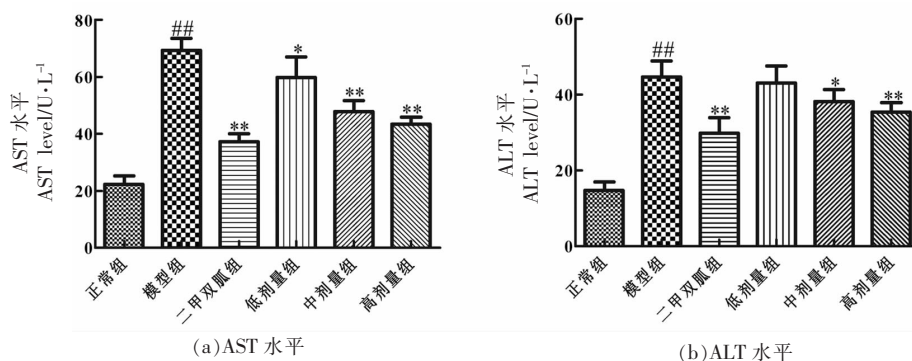 AST 水平
AST level/U·L⁻¹
80
60
40
20
0
##
**
*
**
**
正常组
模型组
二甲双胍组
低剂量组
中剂量组
高剂量组
(a)AST 水平
ALT 水平
ALT level/U·L⁻¹
60
40
20
0
##
**
*
**
正常组
模型组
二甲双胍组
低剂量组
中剂量组
高剂量组
(b)ALT 水平